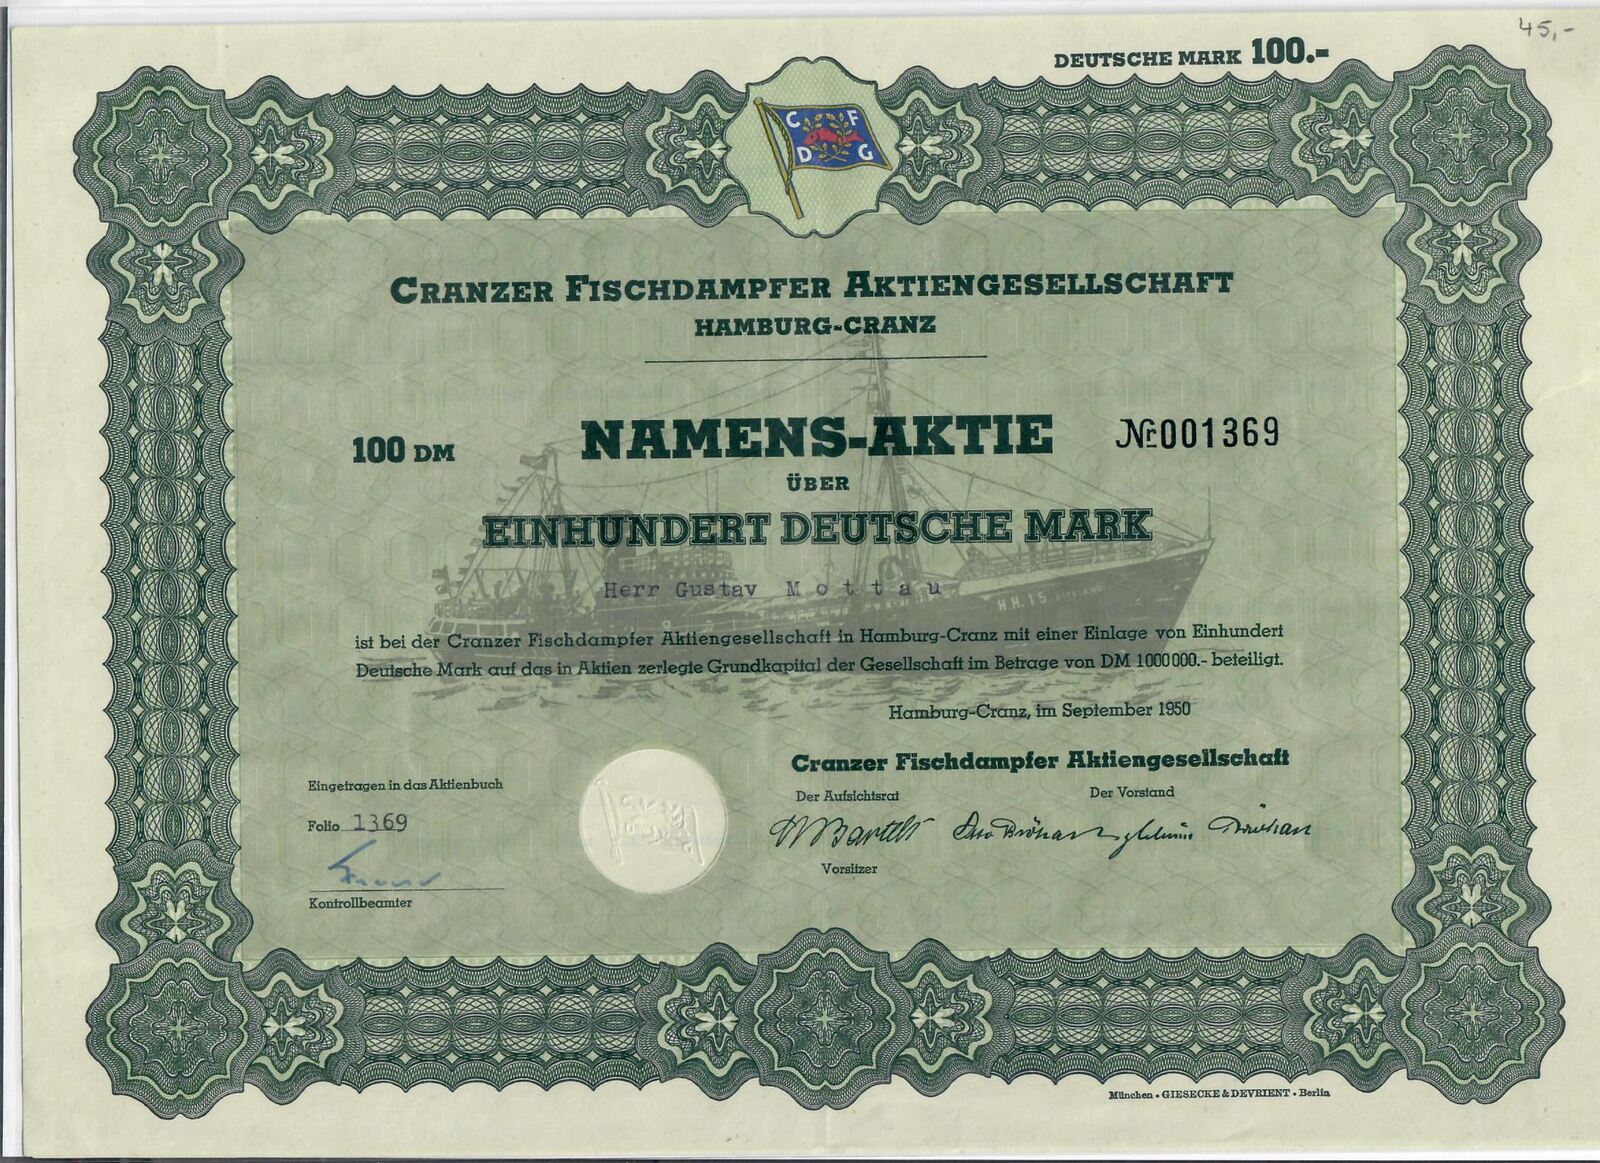 45,-
DEUTSCHE MARK 100.-
C F
D G
CRANZER FISCHDAMPFER AKTIENGESELLSCHAFT
HAMBURG-CRANZ
100 DM
NAMENS-AKTIE
№001369
ÜBER
EINHUNDERT DEUTSCHE MARK
Herr Gustav Mottau
H.H. 15
ist bei der Cranzer Fischdampfer Aktiengesellschaft in Hamburg-Cranz mit einer Einlage von Einhundert
Deutsche Mark auf das in Aktien zerlegte Grundkapital der Gesellschaft im Betrage von DM 1000000.- beteiligt.
Hamburg-Cranz, im September 1950
Cranzer Fischdampfer Aktiengesellschaft
Der Aufsichtsrat
Der Vorstand
Vorsitzer
Eingetragen in das Aktienbuch
Folio 1369
Kontrollbeamter
München • GIESECKE & DEVRIENT • Berlin